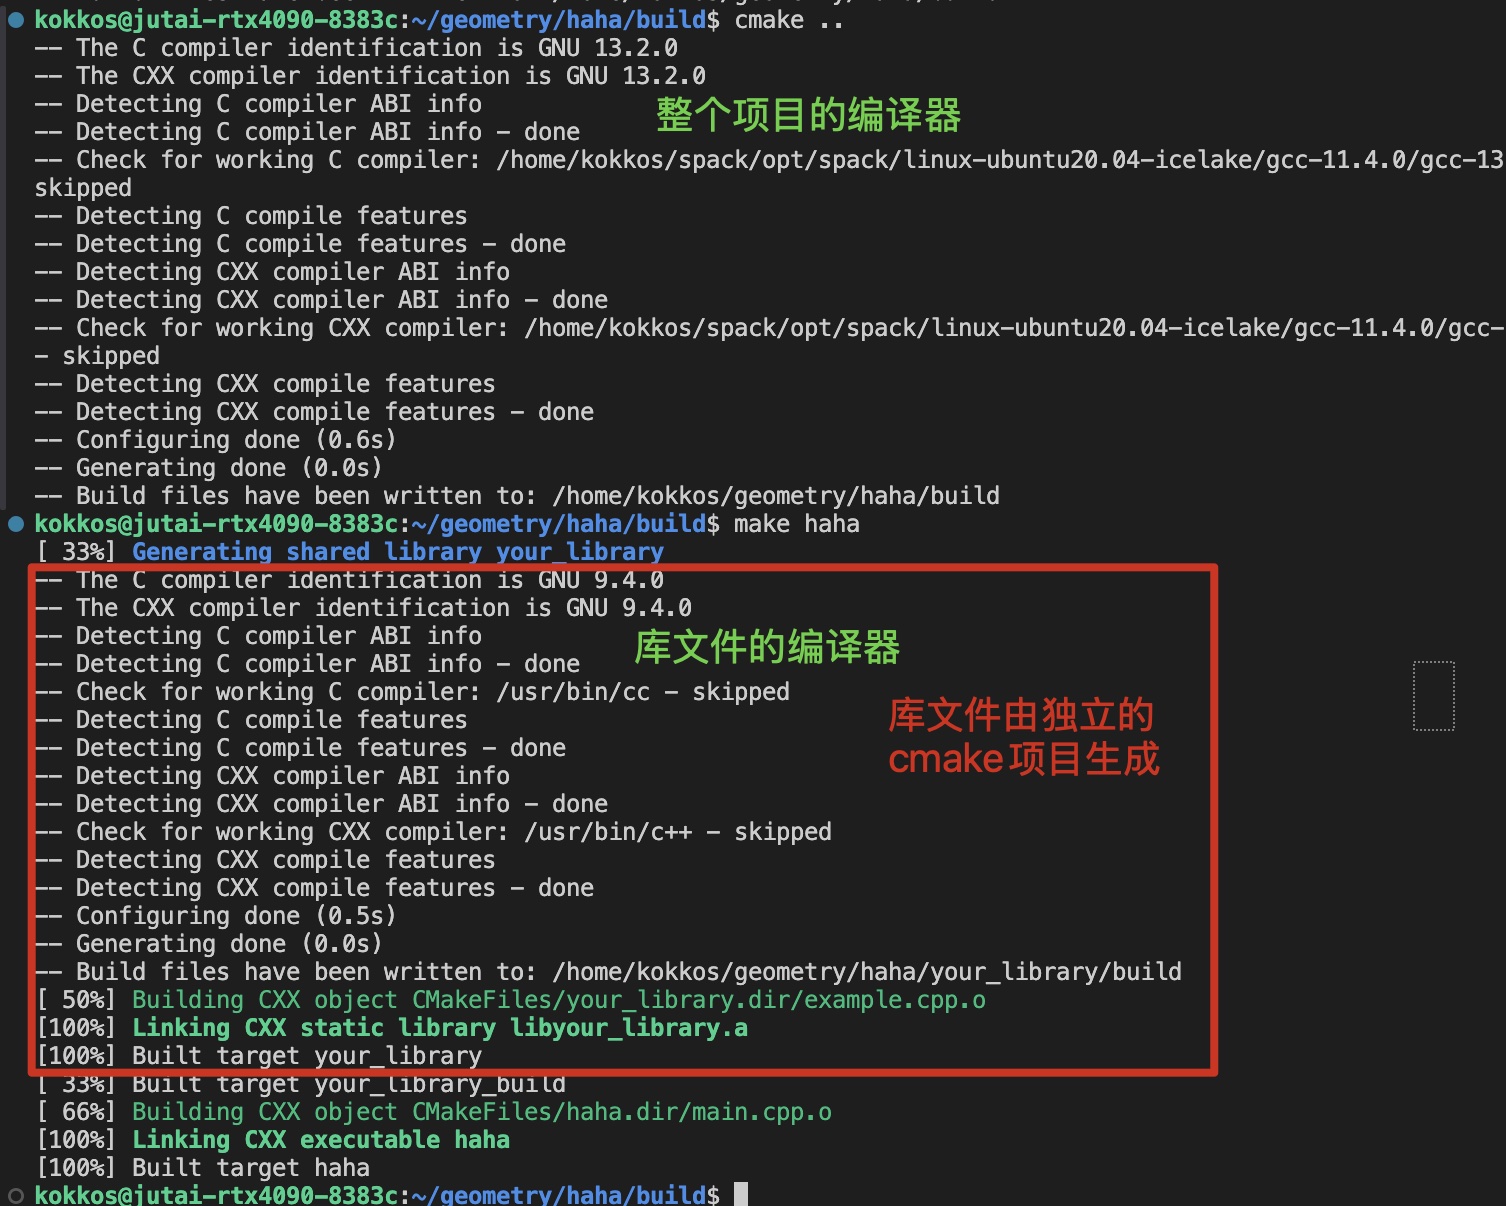 kokkos@jutai-rtx4090-8383c:~/geometry/haha/build$ cmake ..
-- The C compiler identification is GNU 13.2.0
-- The CXX compiler identification is GNU 13.2.0
-- Detecting C compiler ABI info
-- Detecting C compiler ABI info - done
整个项目的编译器
-- Check for working C compiler: /home/kokkos/spack/opt/spack/linux-ubuntu20.04-icelake/gcc-11.4.0/gcc-13
skipped
-- Detecting C compile features
-- Detecting C compile features - done
-- Detecting CXX compiler ABI info
-- Detecting CXX compiler ABI info - done
-- Check for working CXX compiler: /home/kokkos/spack/opt/spack/linux-ubuntu20.04-icelake/gcc-11.4.0/gcc-
- skipped
-- Detecting CXX compile features
-- Detecting CXX compile features - done
-- Configuring done (0.6s)
-- Generating done (0.0s)
-- Build files have been written to: /home/kokkos/geometry/haha/build
kokkos@jutai-rtx4090-8383c:~/geometry/haha/build$ make haha
[ 33%] Generating shared library your_library
-- The C compiler identification is GNU 9.4.0
-- The CXX compiler identification is GNU 9.4.0
-- Detecting C compiler ABI info
-- Detecting C compiler ABI info - done
库文件的编译器
-- Check for working C compiler: /usr/bin/cc - skipped
-- Detecting C compile features
-- Detecting C compile features - done
库文件由独立的
cmake项目生成
-- Detecting CXX compiler ABI info
-- Detecting CXX compiler ABI info - done
-- Check for working CXX compiler: /usr/bin/c++ - skipped
-- Detecting CXX compile features
-- Detecting CXX compile features - done
-- Configuring done (0.5s)
-- Generating done (0.0s)
-- Build files have been written to: /home/kokkos/geometry/haha/your_library/build
[ 50%] Building CXX object CMakeFiles/your_library.dir/example.cpp.o
[100%] Linking CXX static library libyour_library.a
[100%] Built target your_library
[ 33%] Built target your_library_build
[ 66%] Building CXX object CMakeFiles/haha.dir/main.cpp.o
[100%] Linking CXX executable haha
[100%] Built target haha
kokkos@jutai-rtx4090-8383c:~/geometry/haha/build$